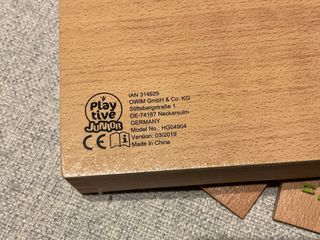 Play
tive
JUNIOR
IAN 314825
OWIM GmbH & Co. KG
Stiftsbergstraße 1
DE-74167 Neckarsulm
GERMANY
Model No.: HG04904
Version: 03/2019
CE
Made in China